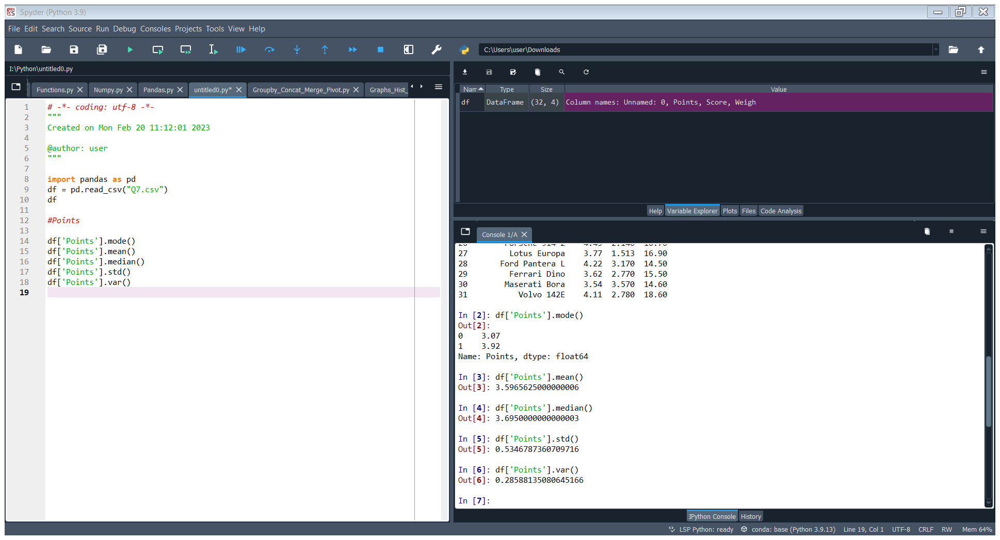 Spyder (Python 3.9)
File Edit Search Source Run Debug Consoles Projects Tools View Help
C:\Users\user\Downloads
I:\Python\untitled0.py
Functions.py Numpy.py Pandas.py untitled0.py* Groupby_Concat_Merge_Pivot.py Graphs_Hist_
1 # -*- coding: utf-8 -*-
2 """
3 Created on Mon Feb 20 11:12:01 2023
4
5 @author: user
6 """
7
8 import pandas as pd
9 df = pd.read_csv("Q7.csv")
10 df
11
12 #Points
13
14 df['Points'].mode()
15 df['Points'].mean()
16 df['Points'].median()
17 df['Points'].std()
18 df['Points'].var()
19
Nam Type Size Value
df DataFrame (32, 4) Column names: Unnamed: 0, Points, Score, Weigh
Help Variable Explorer Plots Files Code Analysis
Console 1/A
27 Lotus Europa 3.77 1.513 16.90
28 Ford Pantera L 4.22 3.170 14.50
29 Ferrari Dino 3.62 2.770 15.50
30 Maserati Bora 3.54 3.570 14.60
31 Volvo 142E 4.11 2.780 18.60
In [2]: df['Points'].mode()
Out[2]:
0 3.07
1 3.92
Name: Points, dtype: float64
In [3]: df['Points'].mean()
Out[3]: 3.5965625000000006
In [4]: df['Points'].median()
Out[4]: 3.6950000000000003
In [5]: df['Points'].std()
Out[5]: 0.5346787360709716
In [6]: df['Points'].var()
Out[6]: 0.28588135080645166
In [7]:
IPython Console History
LSP Python: ready conda: base (Python 3.9.13) Line 19, Col 1 UTF-8 CRLF RW Mem 64%